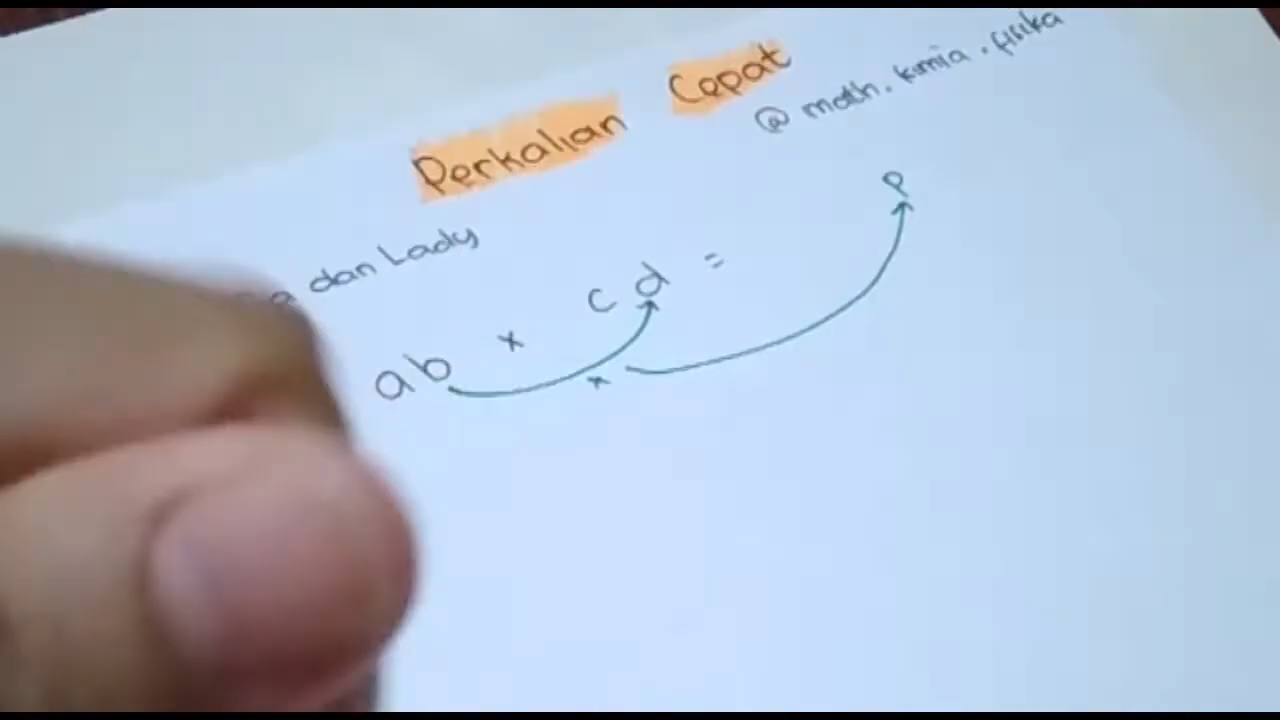 Perkalian Cepat
@ math.kimia.fisika
dan Lady
P
ab x cd =
x